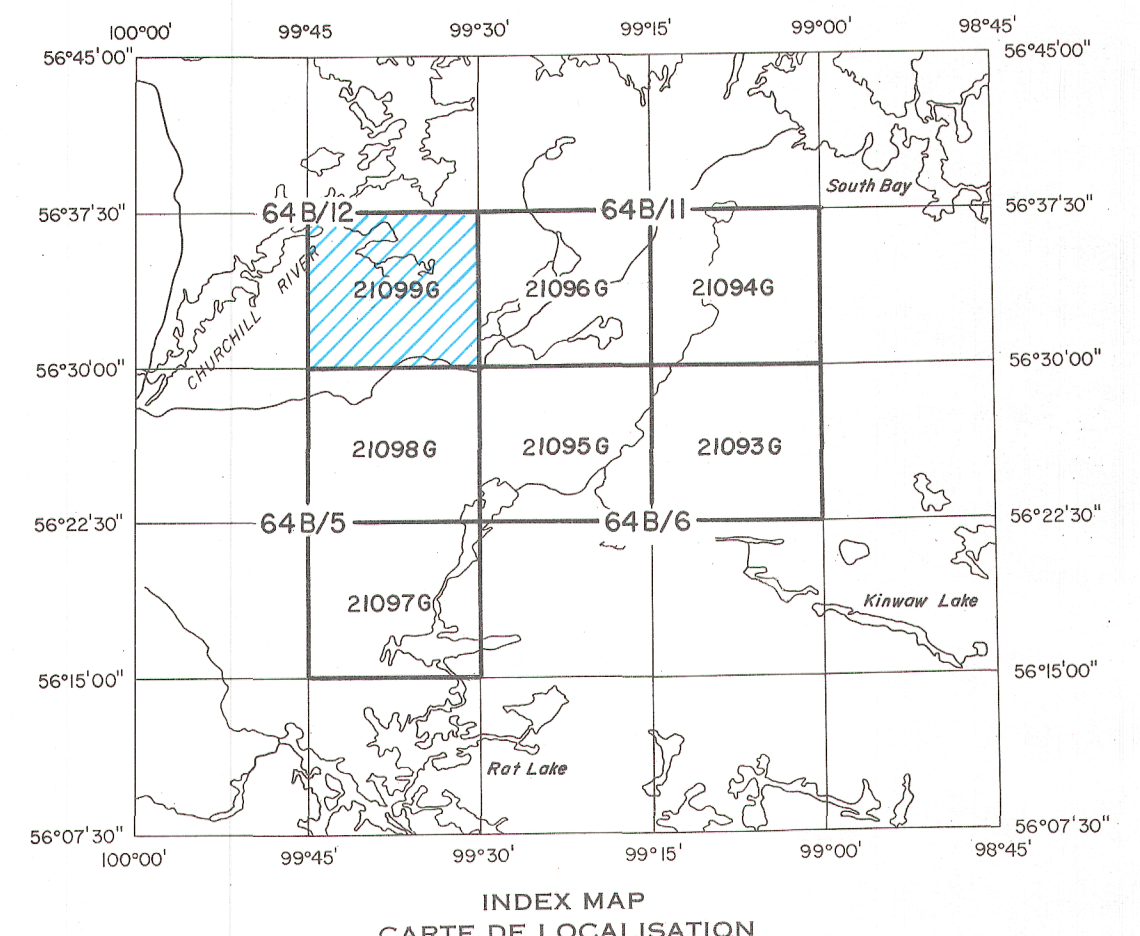 100°00' 99°45 99°30' 99°15' 99°00' 98°45'
56°45'00" 56°45'00"
South Bay
56°37'30" 64B/12 64B/11 56°37'30"
RIVER
21099G 21096G 21094G
CHURCHILL
56°30'00" 56°30'00"
21098G 21095G 21093G
56°22'30" 64B/5 64B/6 56°22'30"
21097G Kinwaw Lake
56°15'00" 56°15'00"
Rat Lake
56°07'30" 56°07'30"
100°00' 99°45' 99°30' 99°15' 99°00' 98°45'
INDEX MAP
CARTE DE LOCALISATION